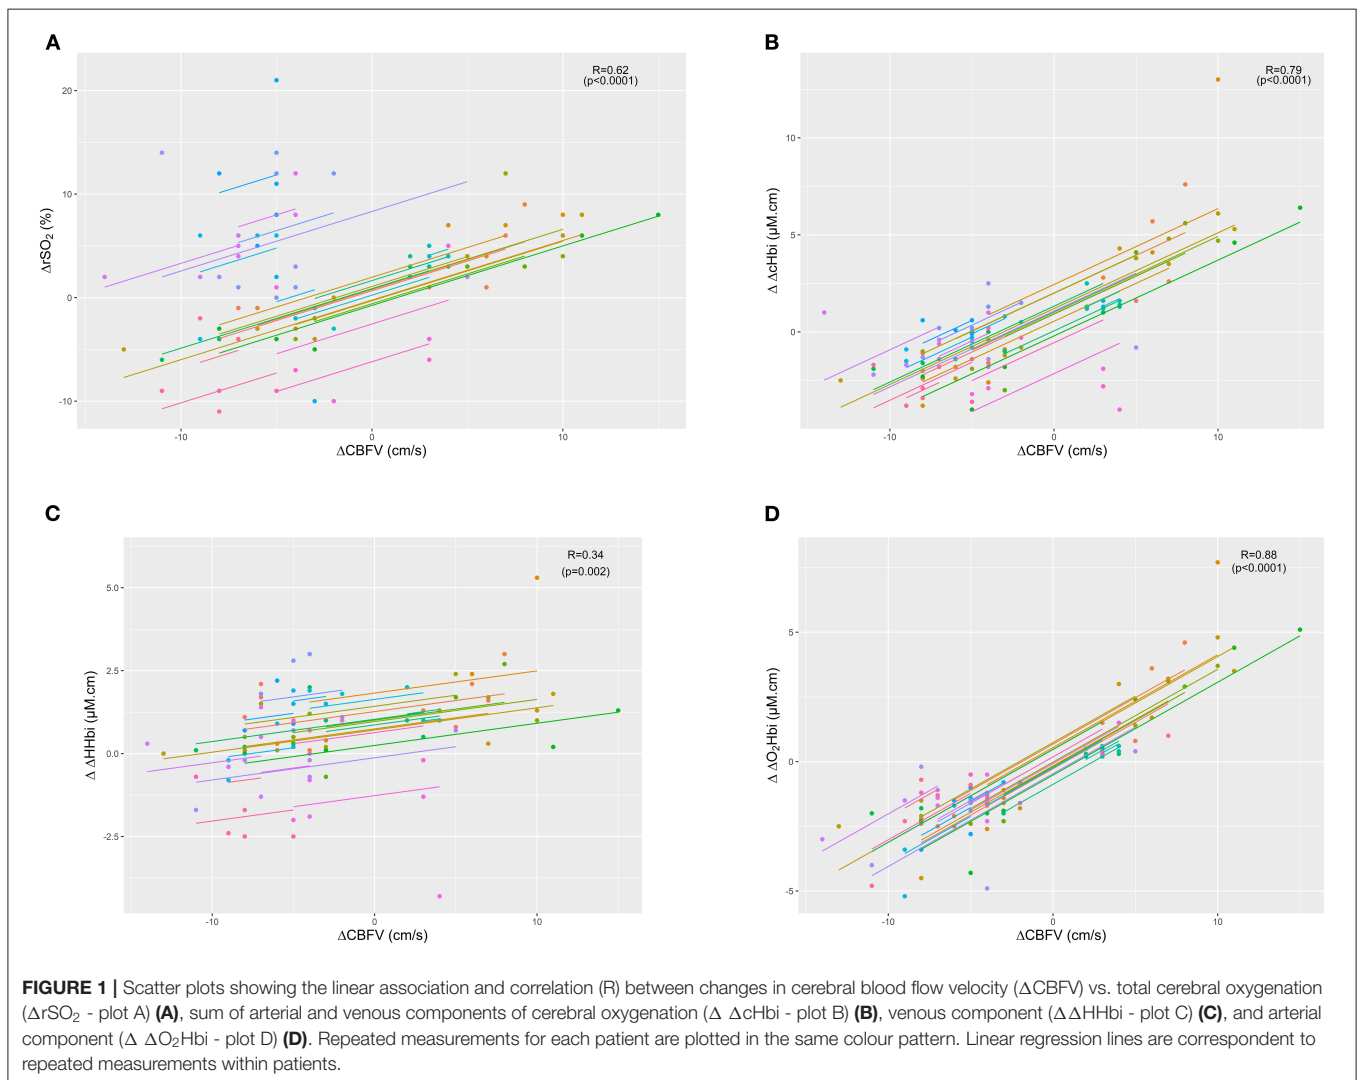 A
R=0.62
(p<0.0001)
20
10
0
-10
ΔrSO2 (%)
-10
0
10
ΔCBFV (cm/s)
B
R=0.79
(p<0.0001)
10
5
0
Δ ΔcHbi (μM.cm)
-10
0
10
ΔCBFV (cm/s)
C
R=0.34
(p=0.002)
5.0
2.5
0.0
-2.5
Δ ΔHHbi (μM.cm)
-10
0
10
ΔCBFV (cm/s)
D
R=0.88
(p<0.0001)
5
0
-5
Δ ΔO2Hbi (μM.cm)
-10
0
10
ΔCBFV (cm/s)
FIGURE 1 | Scatter plots showing the linear association and correlation (R) between changes in cerebral blood flow velocity (ΔCBFV) vs. total cerebral oxygenation
(ΔrSO2 - plot A) (A), sum of arterial and venous components of cerebral oxygenation (Δ ΔcHbi - plot B) (B), venous component (ΔΔHHbi - plot C) (C), and arterial
component (Δ ΔO2Hbi - plot D) (D). Repeated measurements for each patient are plotted in the same colour pattern. Linear regression lines are correspondent to
repeated measurements within patients.